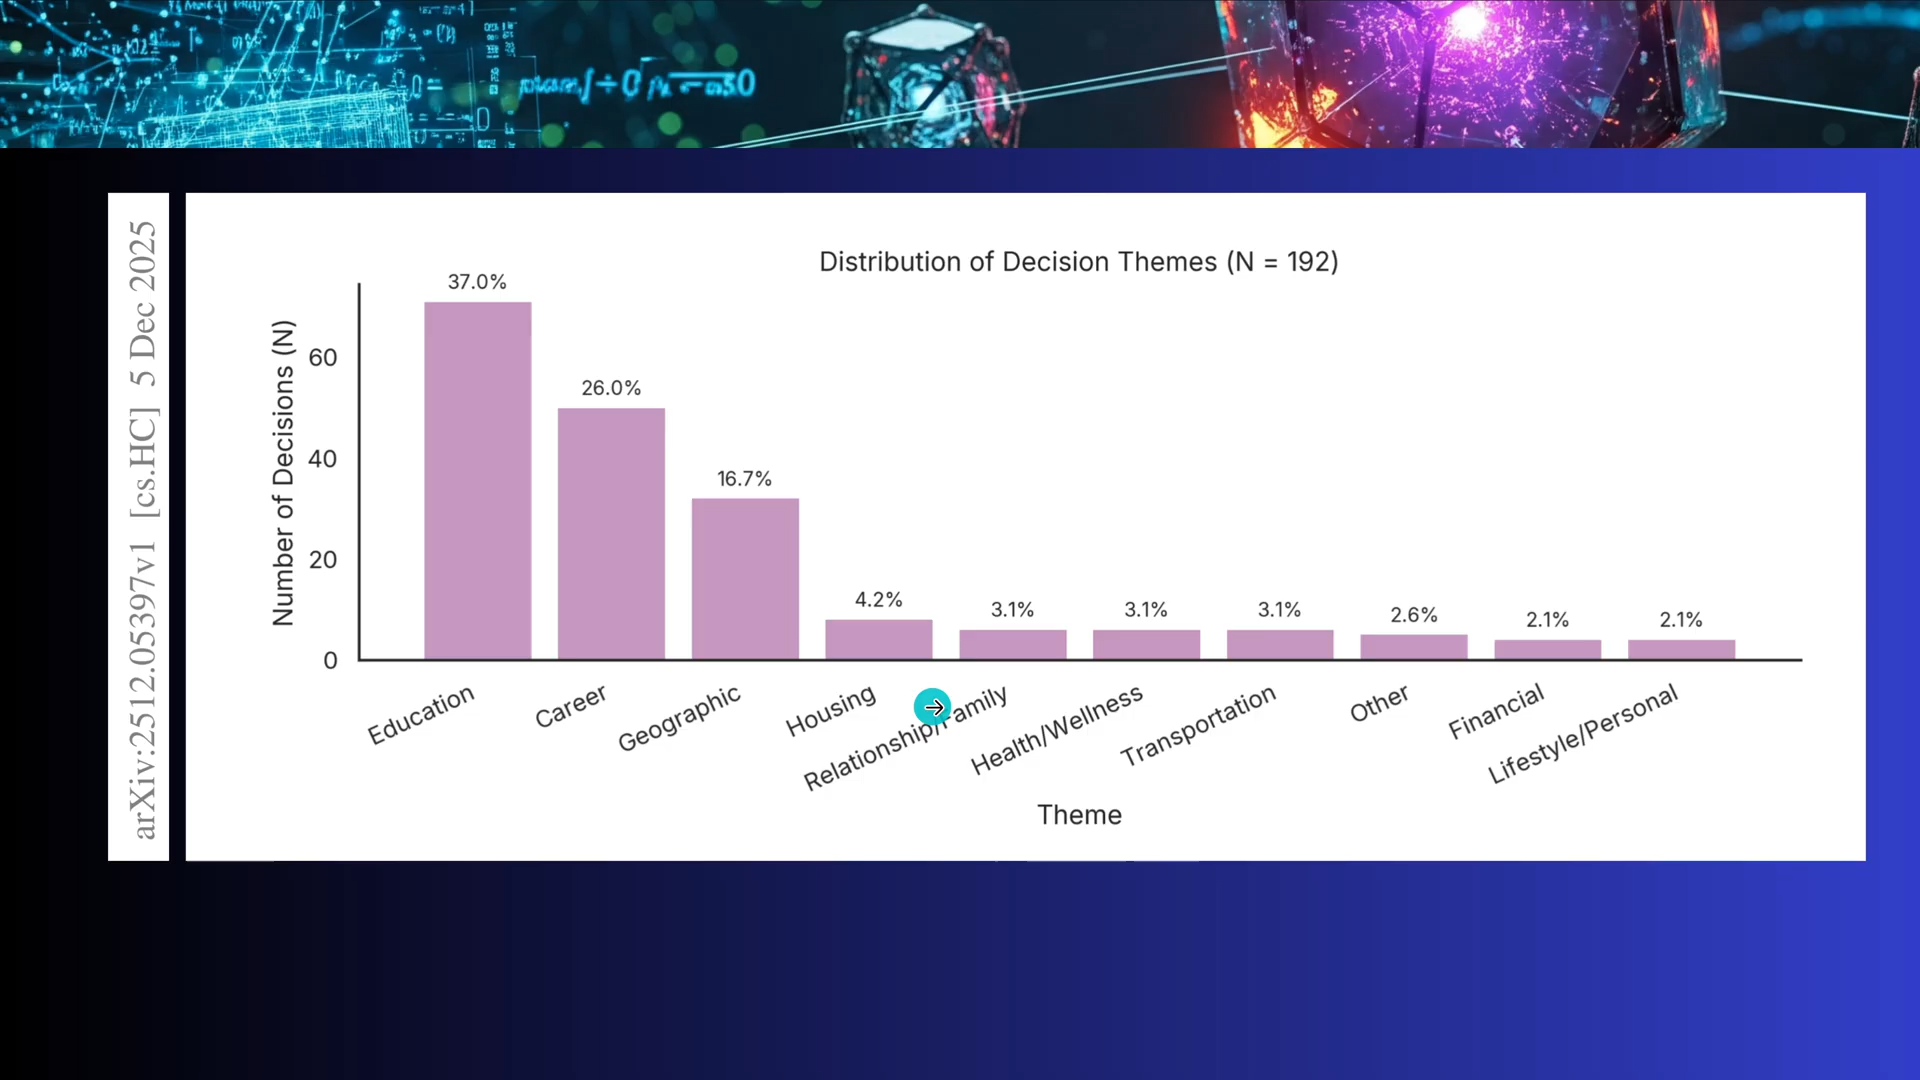 arXiv:2512.05397v1 [cs.HC] 5 Dec 2025
Distribution of Decision Themes (N = 192)
Number of Decisions (N)
60
40
20
0
37.0%
26.0%
16.7%
4.2%
3.1%
3.1%
3.1%
2.6%
2.1%
2.1%
Education
Career
Geographic
Housing
Relationship/Family
Health/Wellness
Transportation
Other
Financial
Lifestyle/Personal
Theme